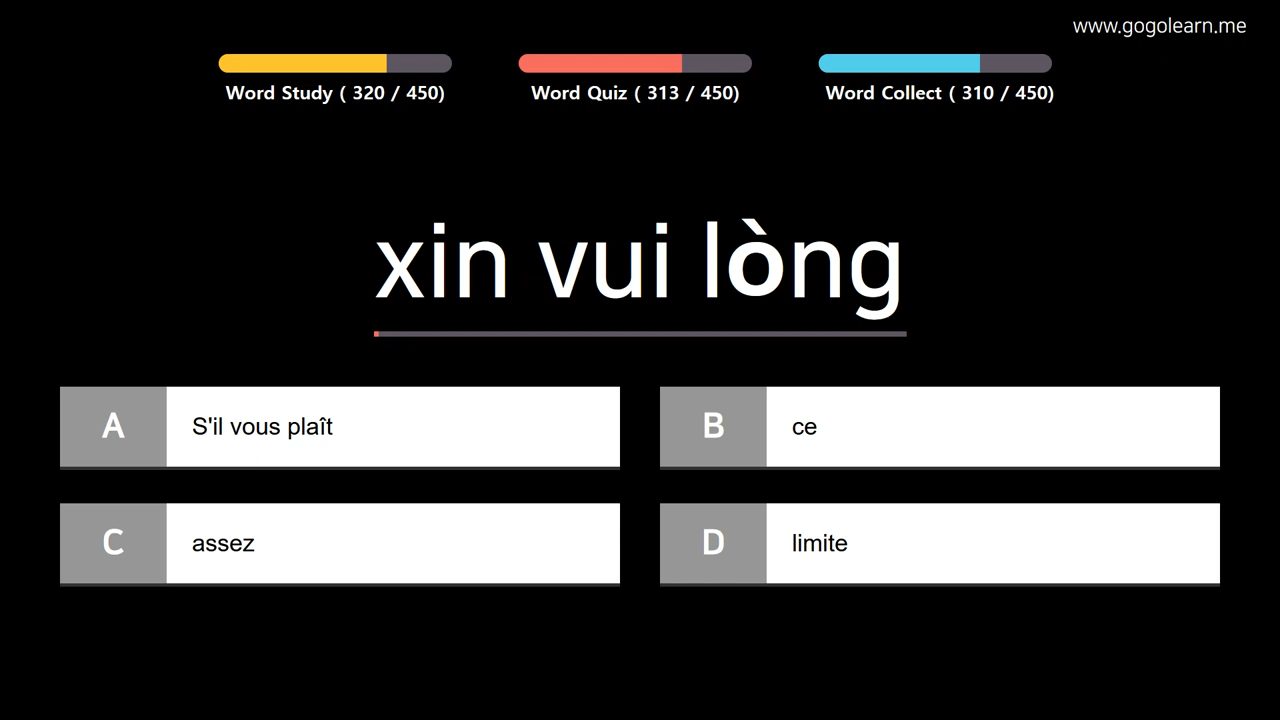 www.gogolearn.me
Word Study ( 320 / 450)
Word Quiz ( 313 / 450)
Word Collect ( 310 / 450)
xin vui lòng
A
S'il vous plaît
B
ce
C
assez
D
limite